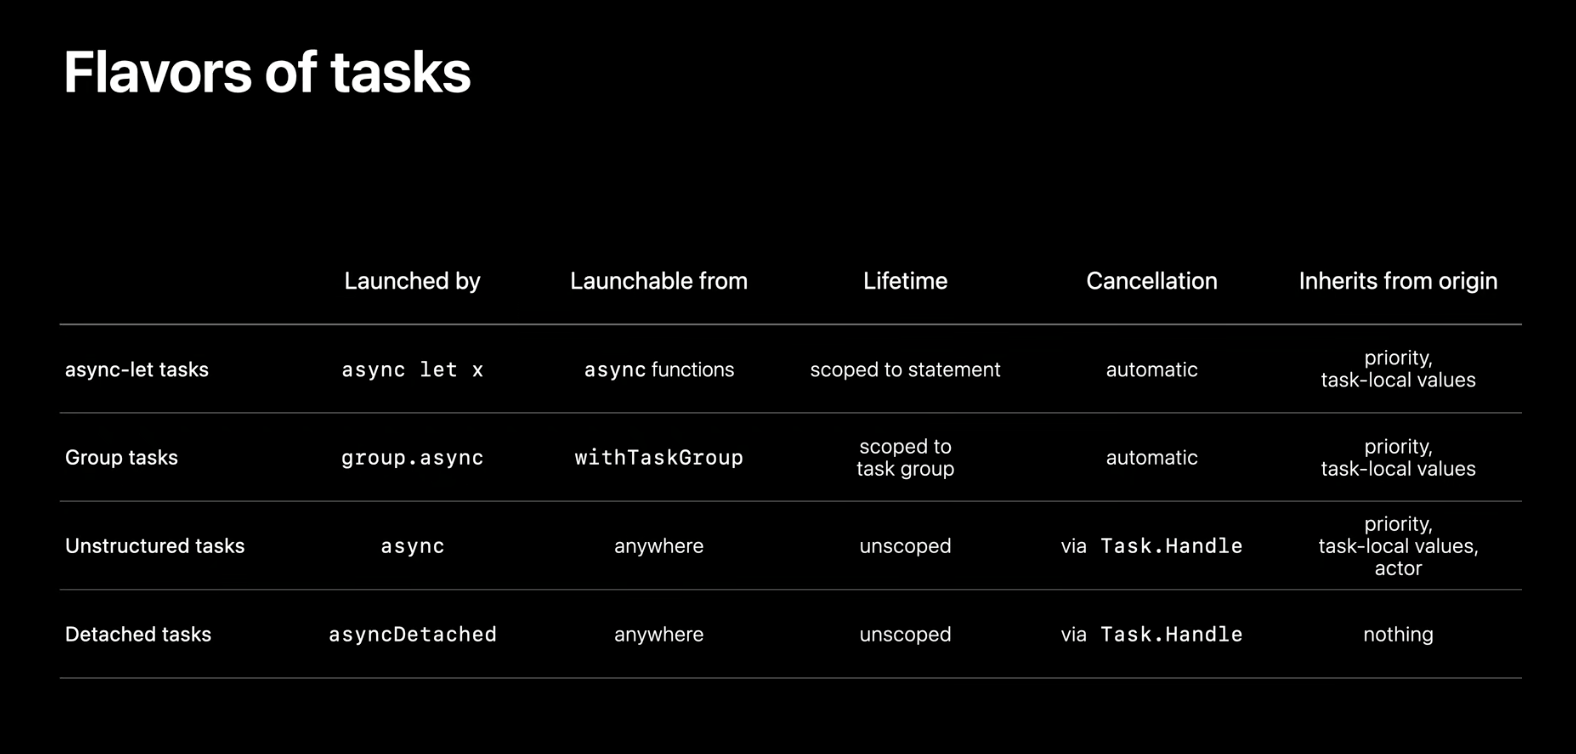 Flavors of tasks
Launched by Launchable from Lifetime Cancellation Inherits from origin
async-let tasks async let x async functions scoped to statement automatic priority,
task-local values
Group tasks group.async withTaskGroup scoped to
task group automatic priority,
task-local values
Unstructured tasks async anywhere unscoped via Task.Handle priority,
task-local values,
actor
Detached tasks asyncDetached anywhere unscoped via Task.Handle nothing